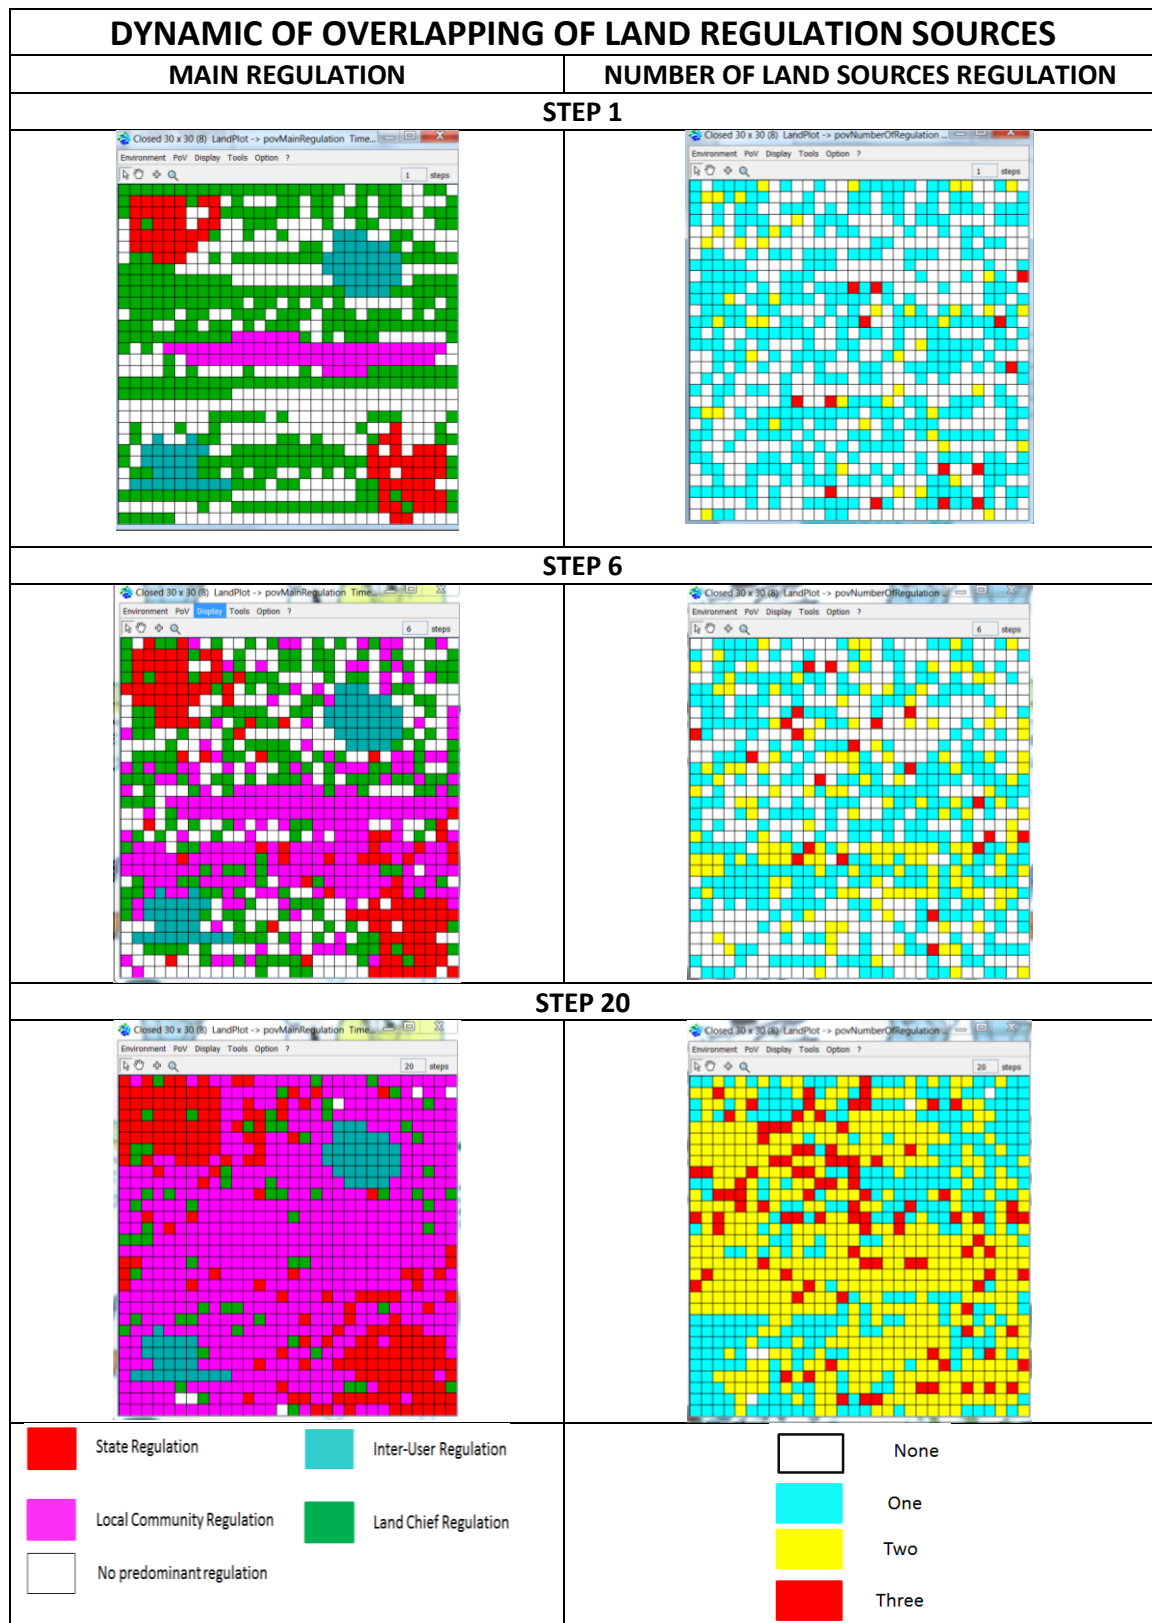 DYNAMIC OF OVERLAPPING OF LAND REGULATION SOURCES
MAIN REGULATION
NUMBER OF LAND SOURCES REGULATION
STEP 1
Closed 30 x 30 (8) LandPlot -> povMainRegulation Time...
Environment PoV Display Tools Option ?
1 steps
Closed 30 x 30 (8) LandPlot -> povNumberOfRegulation ...
Environment PoV Display Tools Option ?
1 steps
STEP 6
Closed 30 x 30 (8) LandPlot -> povMainRegulation Time...
Environment PoV Display Tools Option ?
6 steps
Closed 30 x 30 (8) LandPlot -> povNumberOfRegulation ...
Environment PoV Display Tools Option ?
6 steps
STEP 20
Closed 30 x 30 (8) LandPlot -> povMainRegulation Time...
Environment PoV Display Tools Option ?
20 steps
Closed 30 x 30 (8) LandPlot -> povNumberOfRegulation ...
Environment PoV Display Tools Option ?
20 steps
State Regulation
Inter-User Regulation
Local Community Regulation
Land Chief Regulation
No predominant regulation
None
One
Two
Three